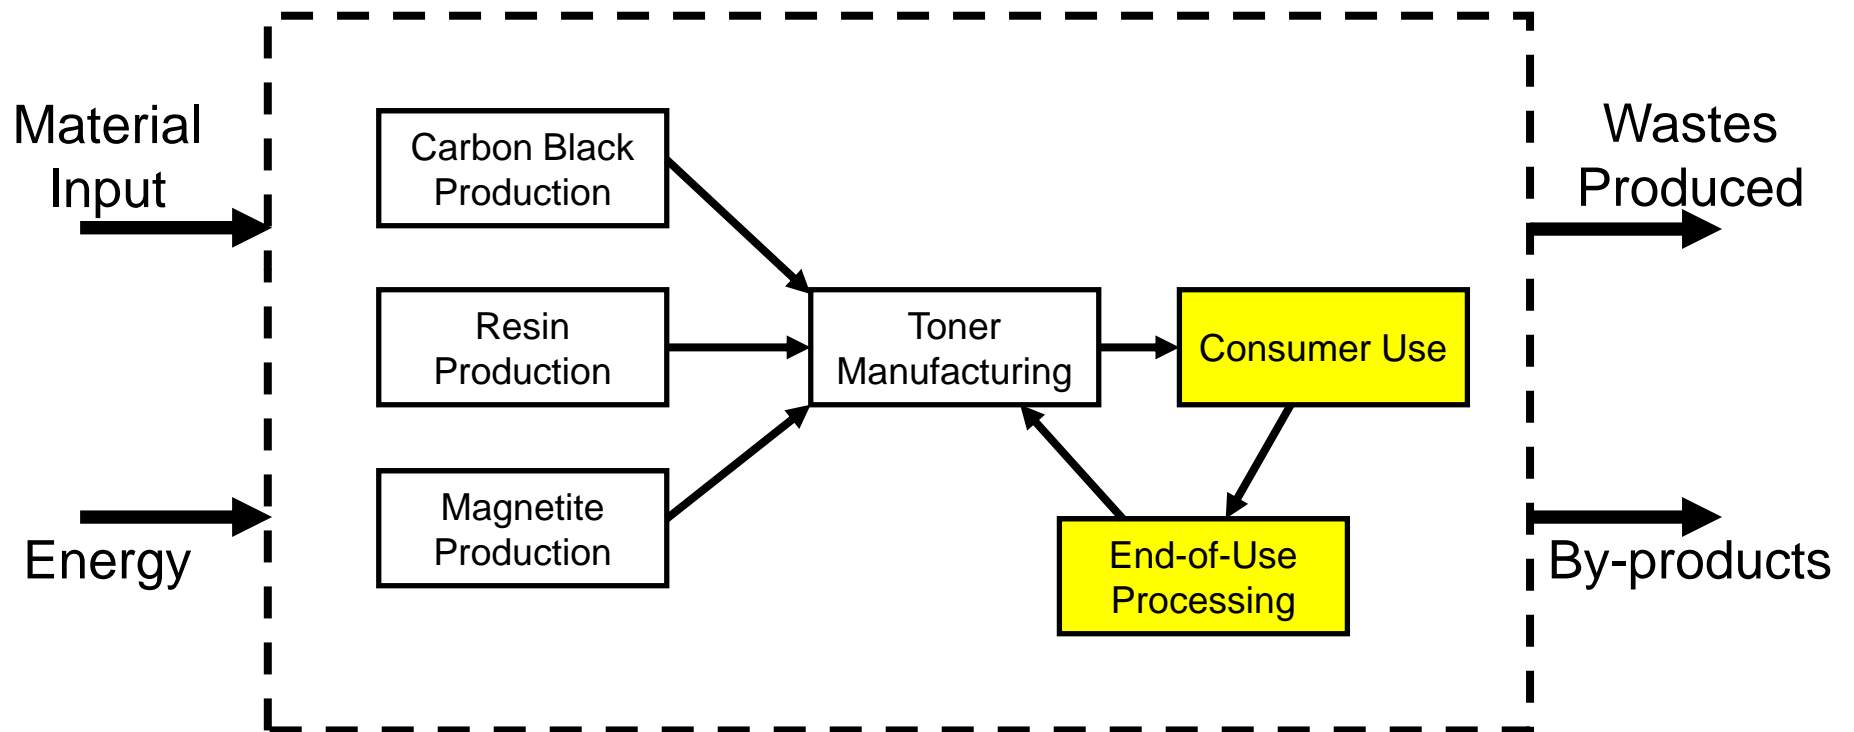 Material
Input
Energy
Carbon Black
Production
Resin
Production
Magnetite
Production
Toner
Manufacturing
Consumer Use
End-of-Use
Processing
Wastes
Produced
By-products